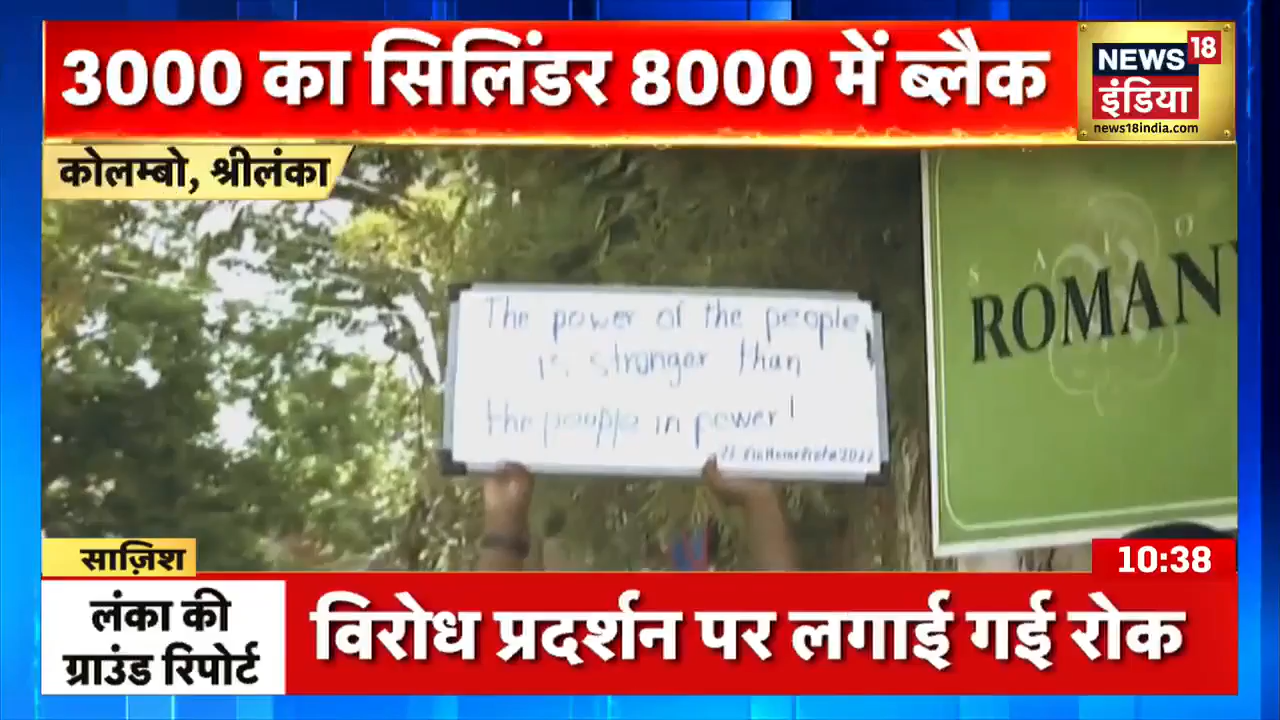 3000 का सिलिंडर 8000 में ब्लैक
NEWS 18
इंडिया
news18india.com
कोलम्बो, श्रीलंका
The power of the people
is stronger than
the people in power!
SALO
ROMAN
साज़िश
10:38
लंका की
ग्राउंड रिपोर्ट
विरोध प्रदर्शन पर लगाई गई रोक